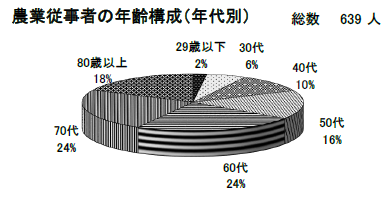 農業従事者の年齢構成(年代別) 総数 639 人
29歳以下
2%
30代
6%
40代
10%
50代
16%
60代
24%
70代
24%
80歳以上
18%